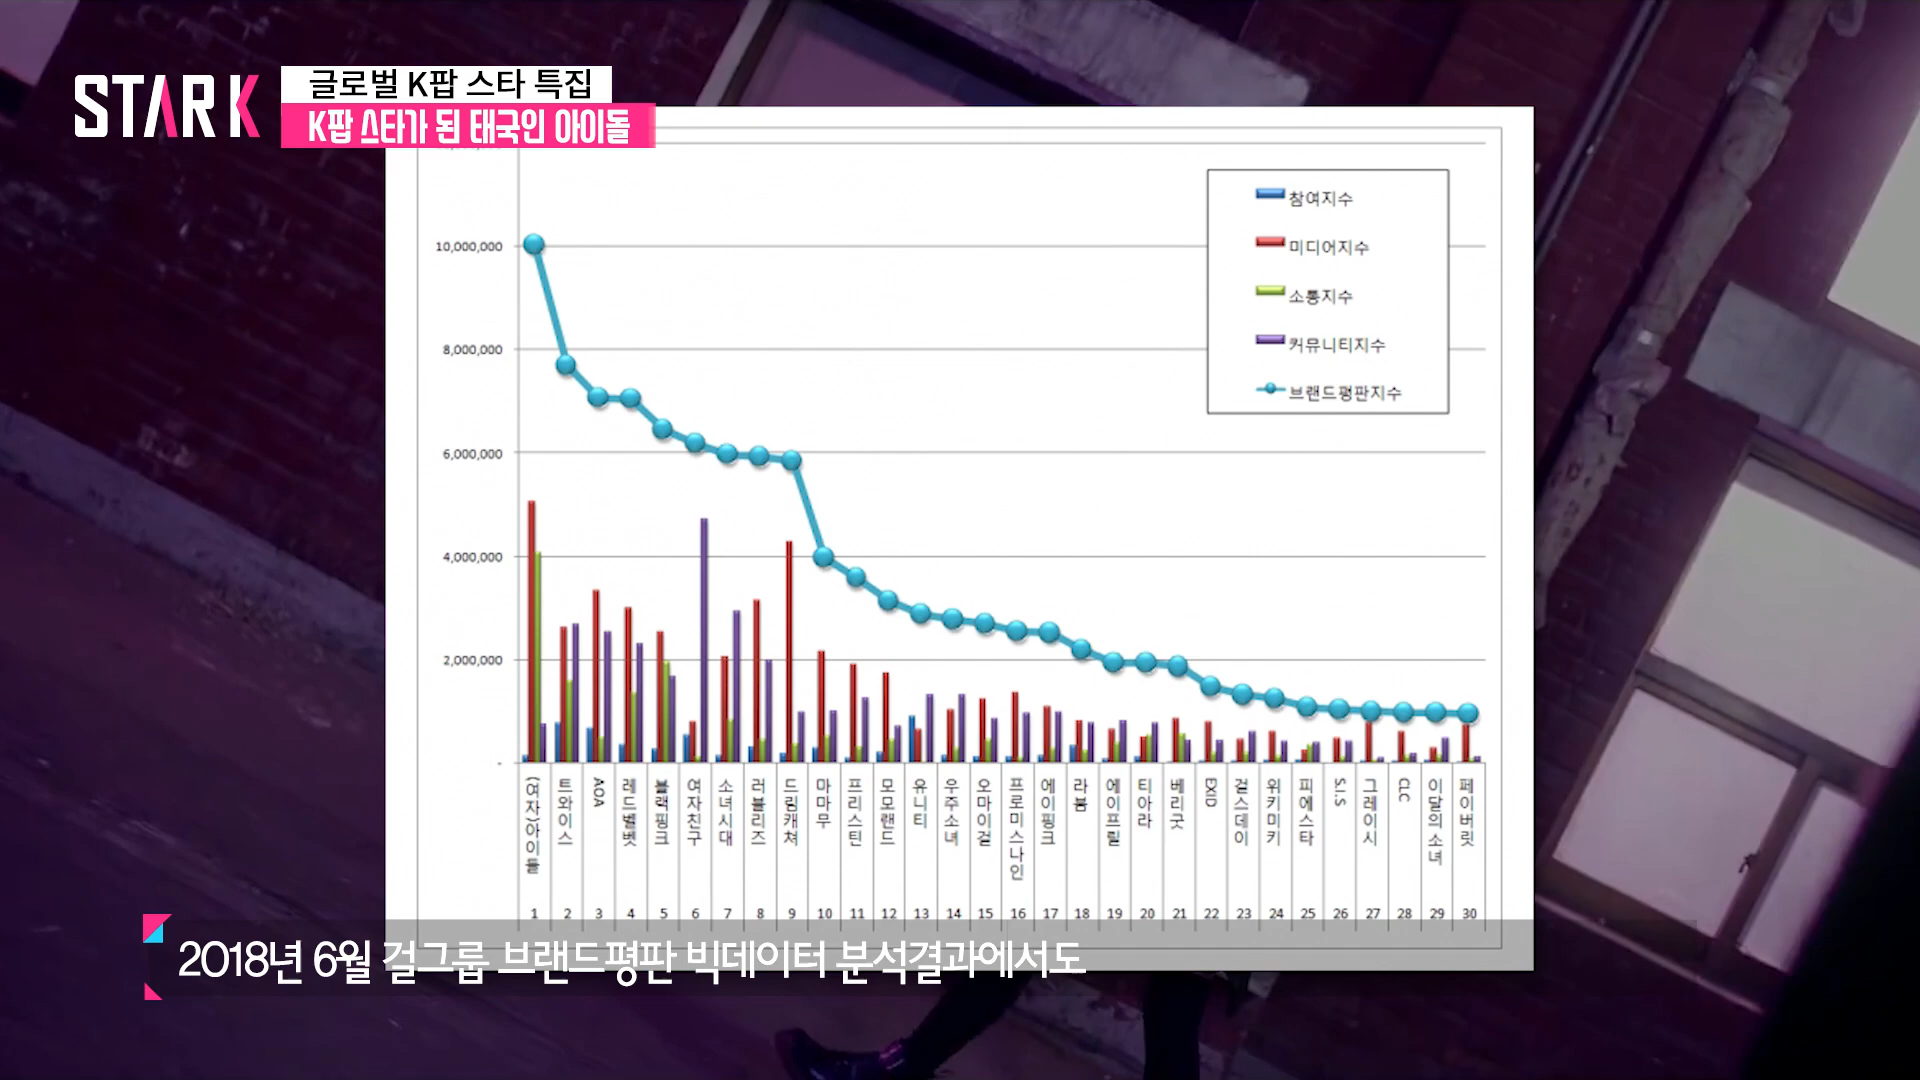 STARK
글로벌 K팝 스타 특집
K팝 스타가 된 태국인 아이돌
10,000,000
8,000,000
6,000,000
4,000,000
2,000,000
-
참여지수
미디어지수
소통지수
커뮤니티지수
브랜드평판지수
(여자)아이들
트와이스
AOA
레드벨벳
블랙핑크
여자친구
소녀시대
러블리즈
드림캐쳐
마마무
프리스틴
모모랜드
유니티
우주소녀
오마이걸
프로미스나인
에이핑크
라붐
에이프릴
티아라
베리굿
EXID
걸스데이
위키미키
피에스타
S.I.S
그레이시
CLC
이달의소녀
페이버릿
1 2 3 4 5 6 7 8 9 10 11 12 13 14 15 16 17 18 19 20 21 22 23 24 25 26 27 28 29 30
2018년 6월 걸그룹 브랜드평판 빅데이터 분석결과에서도